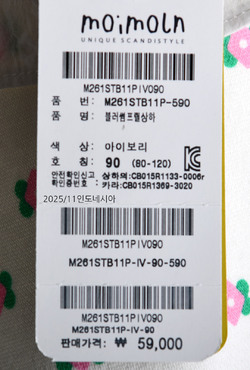 moimoln
UNIQUE SCANDISTYLE
M261STB11PIV090
품 번: M261STB11P-590
품 명: 블러썸프릴상하
색 상: 아이보리
호 칭: 90 (80-120)
안전확인신고 상하의:CB015R1133-0006r
확인증번호 카라:CB015R1369-3020
2025/11인도네시아
M261STB11PIV090
M261STB11P-IV-90-590
M261STB11PIV090
M261STB11P-IV-90
판매가격: ₩ 59,000